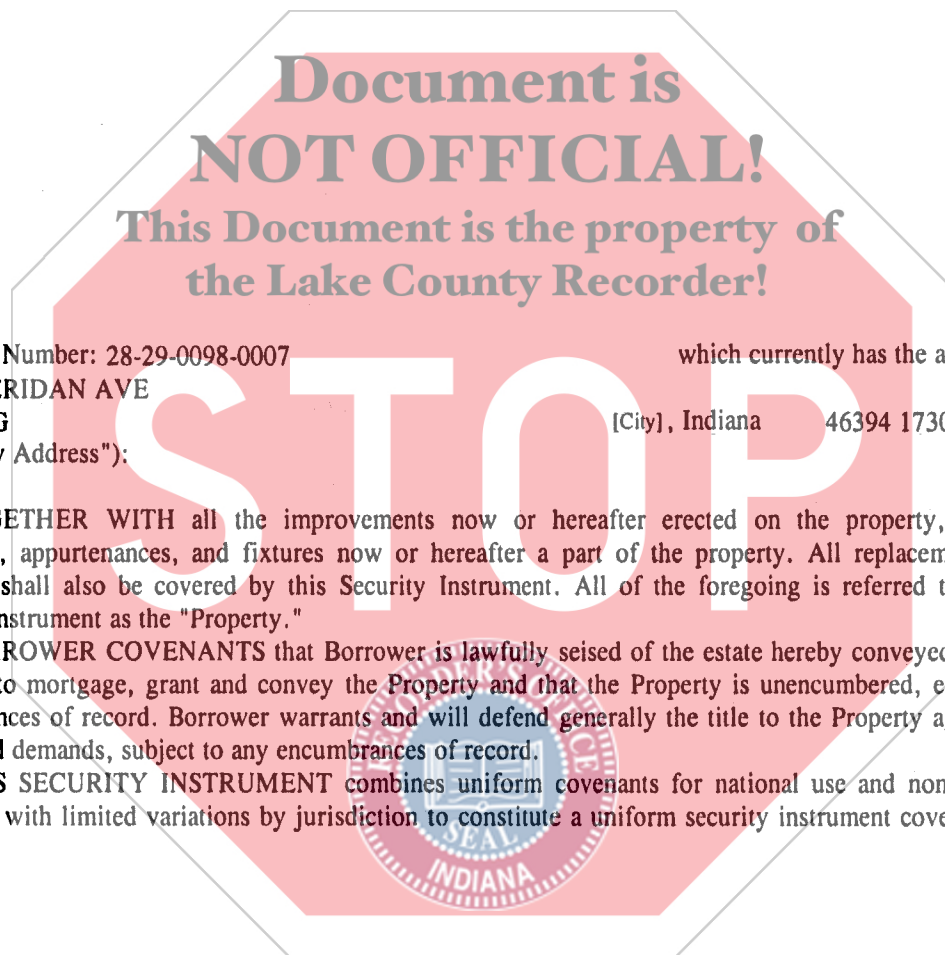 Document is
NOT OFFICIAL!
This Document is the property of
the Lake County Recorder!
Number: 28-29-0098-0007 which currently has the a
ERIDAN AVE
G [City], Indiana 46394 1730
y Address"):
STOP
GETHER WITH all the improvements now or hereafter erected on the property,
, appurtenances, and fixtures now or hereafter a part of the property. All replacem
shall also be covered by this Security Instrument. All of the foregoing is referred t
nstrument as the "Property."
ROWER COVENANTS that Borrower is lawfully seised of the estate hereby conveyed
to mortgage, grant and convey the Property and that the Property is unencumbered, e
nces of record. Borrower warrants and will defend generally the title to the Property a
d demands, subject to any encumbrances of record.
S SECURITY INSTRUMENT combines uniform covenants for national use and non
with limited variations by jurisdiction to constitute a uniform security instrument cove
RECORDER'S OFFICE
SEAL
INDIANA